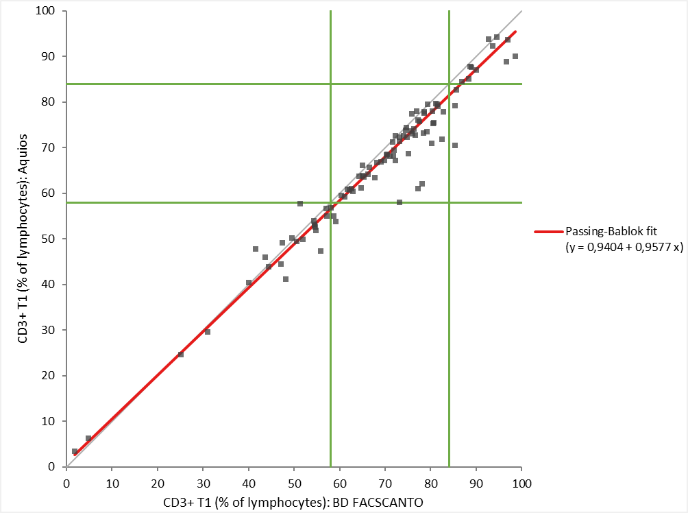 CD3+ T1 (% of lymphocytes): Aquios
100
90
80
70
60
50
40
30
20
10
0
0 10 20 30 40 50 60 70 80 90 100
CD3+ T1 (% of lymphocytes): BD FACSCANTO
Passing-Bablok fit
(y = 0,9404 + 0,9577 x)